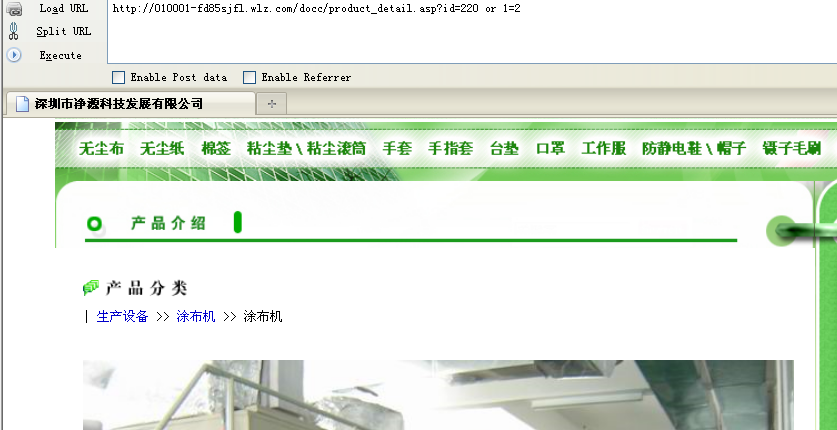 Load URL
http://010001-fd85sjfl.wlz.com/docc/product_detail.asp?id=220 or 1=2
Split URL
Execute
Enable Post data Enable Referrer
深圳市净源科技发展有限公司
无尘布 无尘纸 棉签 粘尘垫\粘尘滚筒 手套 手指套 台垫 口罩 工作服 防静电鞋\帽子 镊子毛刷
产品介绍
产品分类
| 生产设备 >> 涂布机 >> 涂布机